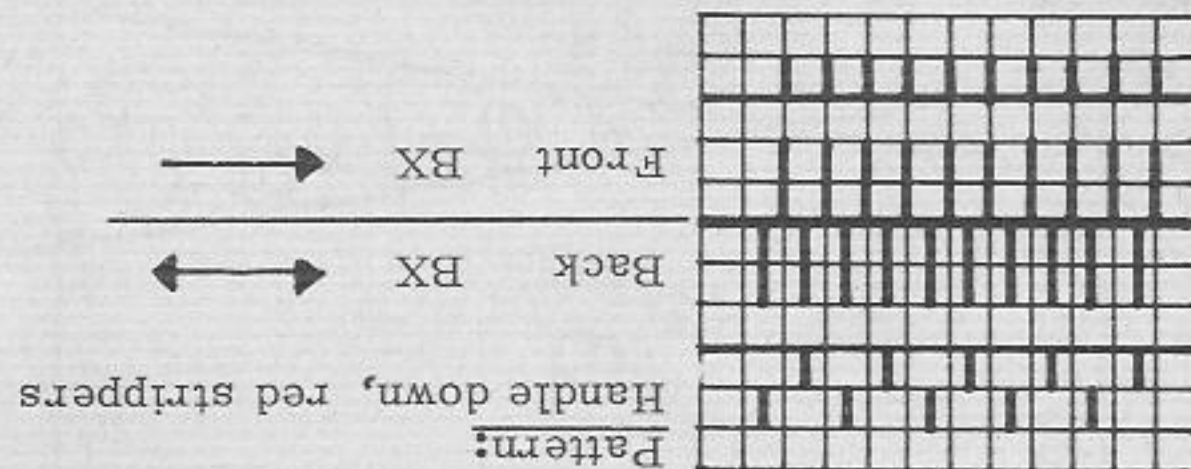 Pattern:
Handle down, red strippers
Back BX
Front BX